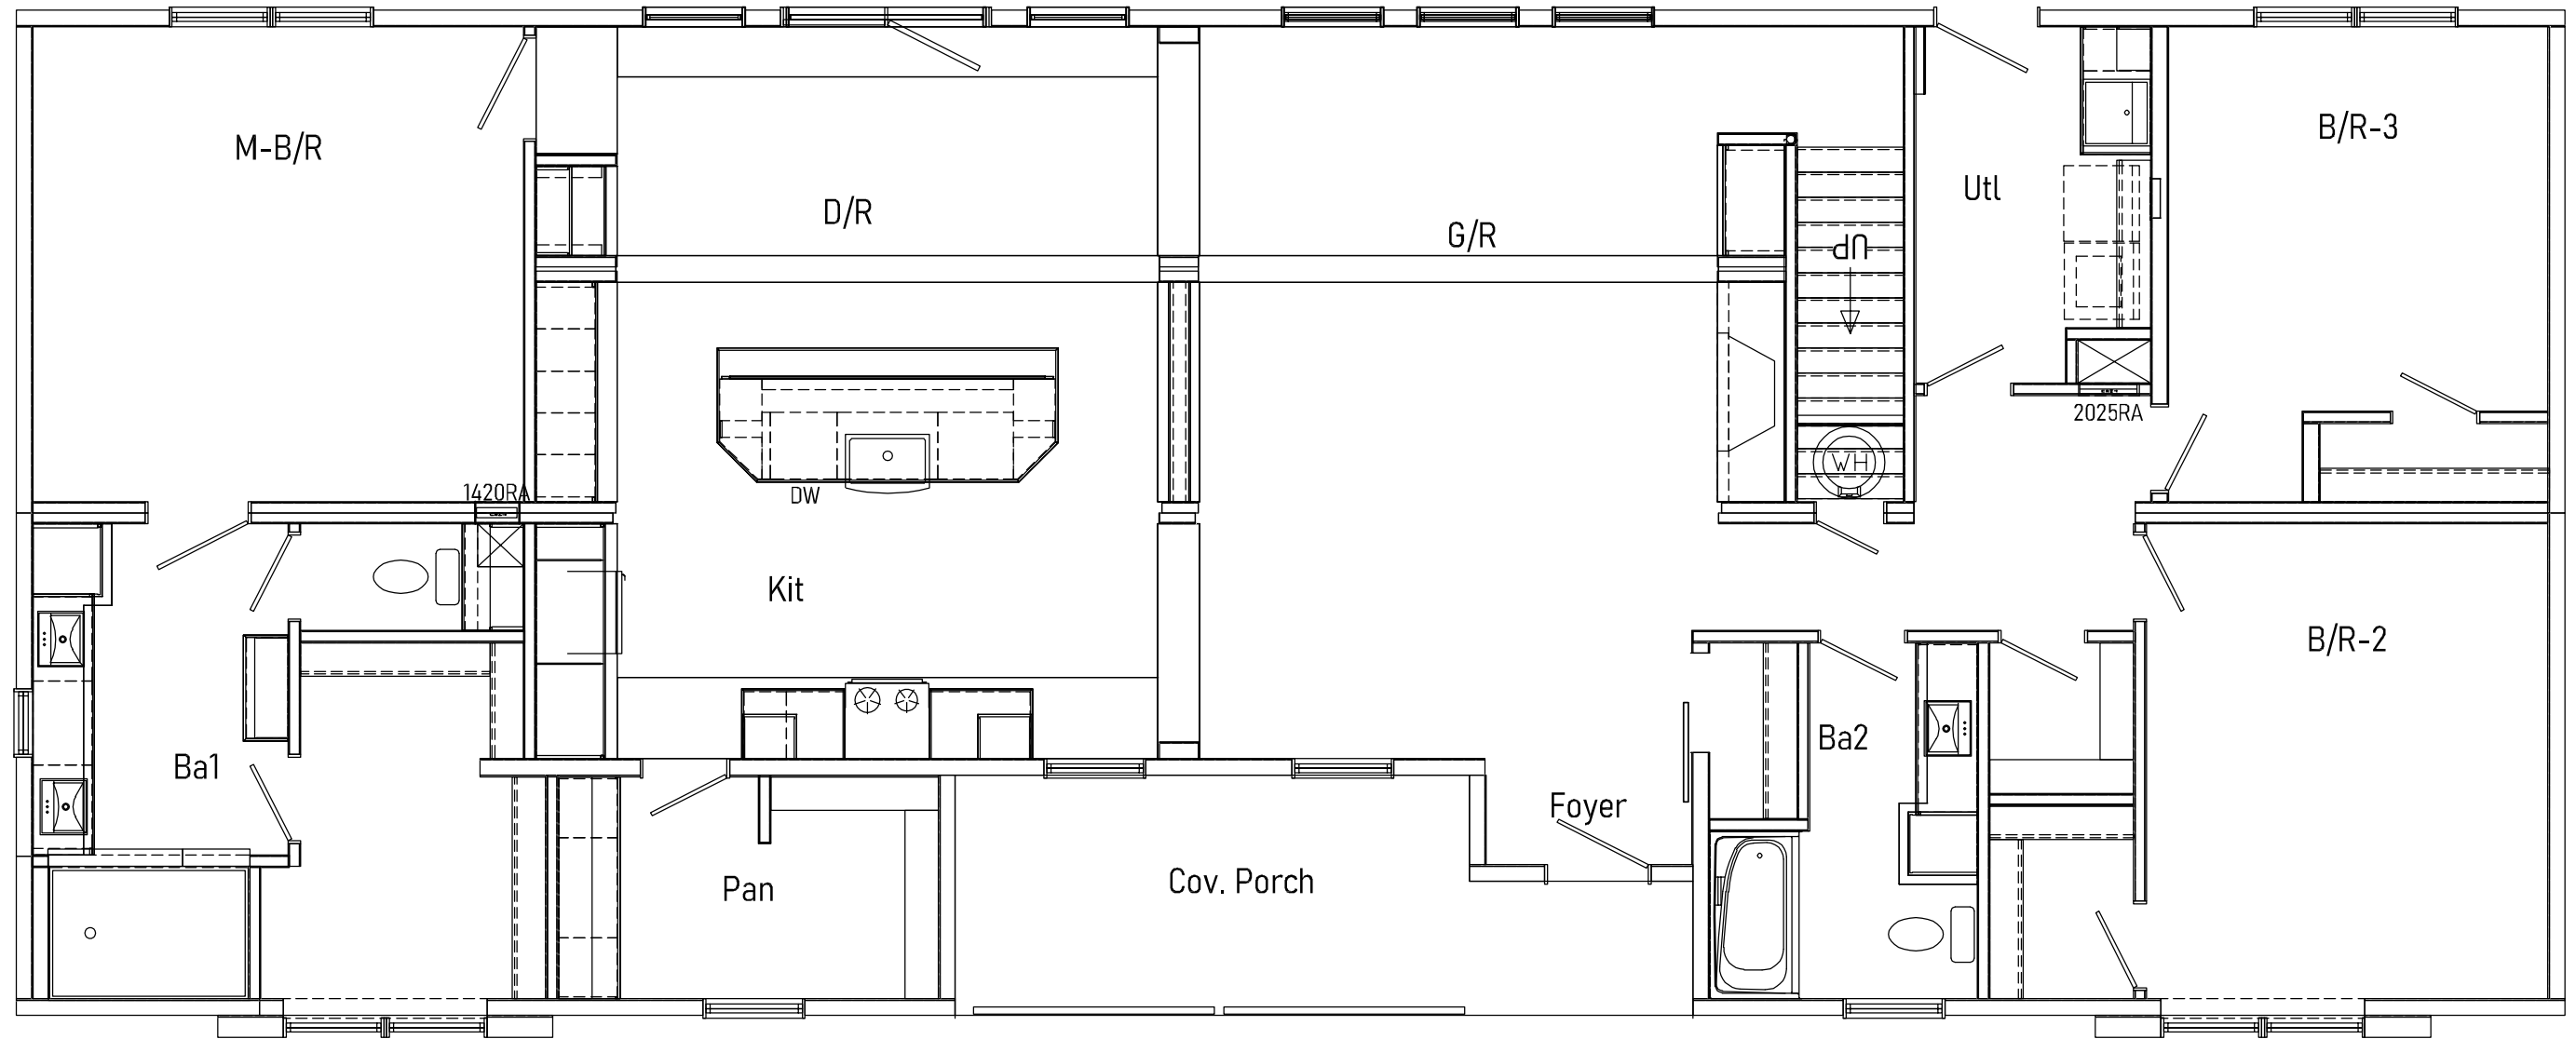 M-B/R
D/R
G/R
Utl
B/R-3
UP
2025RA
WH
1420RA
DW
Kit
B/R-2
Ba1
Ba2
Foyer
Pan
Cov. Porch